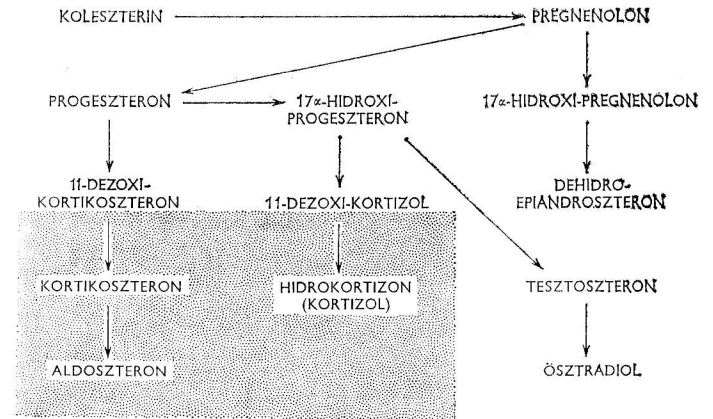 KOLESZTERIN
PREGNENOLON
PROGESZTERON
17α-HIDROXI-
PROGESZTERON
17α-HIDROXI-PREGNENOLON
11-DEZOXI-
KORTIKOSZTERON
11-DEZOXI-KORTIZOL
DEHIDRO-
EPIANDROSZTERON
KORTIKOSZTERON
HIDROKORTIZON
(KORTIZOL)
TESZTOSZTERON
ALDOSZTERON
ÖSZTRADIOL